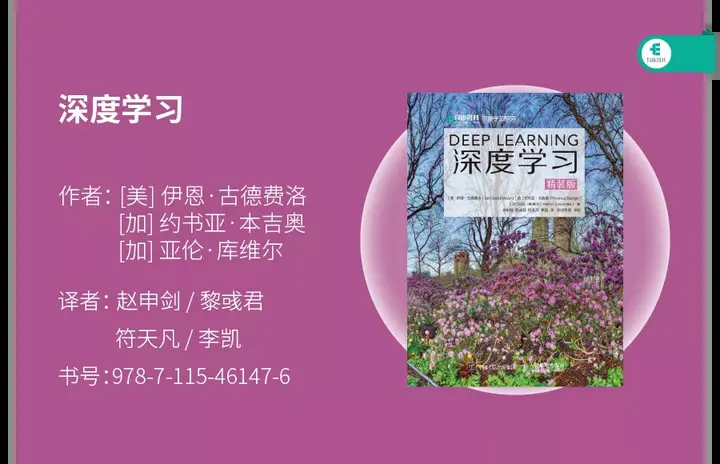 深度学习
作者：[美] 伊恩·古德费洛
[加] 约书亚·本吉奥
[加] 亚伦·库维尔
译者：赵申剑 / 黎彧君
符天凡 / 李凯
书号：978-7-115-46147-6
DEEP LEARNING
深度学习
精装版